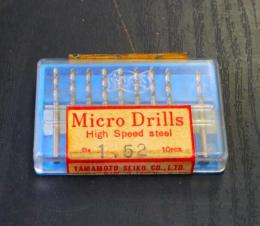 Micro Drills
High Speed steel
1.52 10pcs.
YAMAMOTO SEIKO CO., LTD.